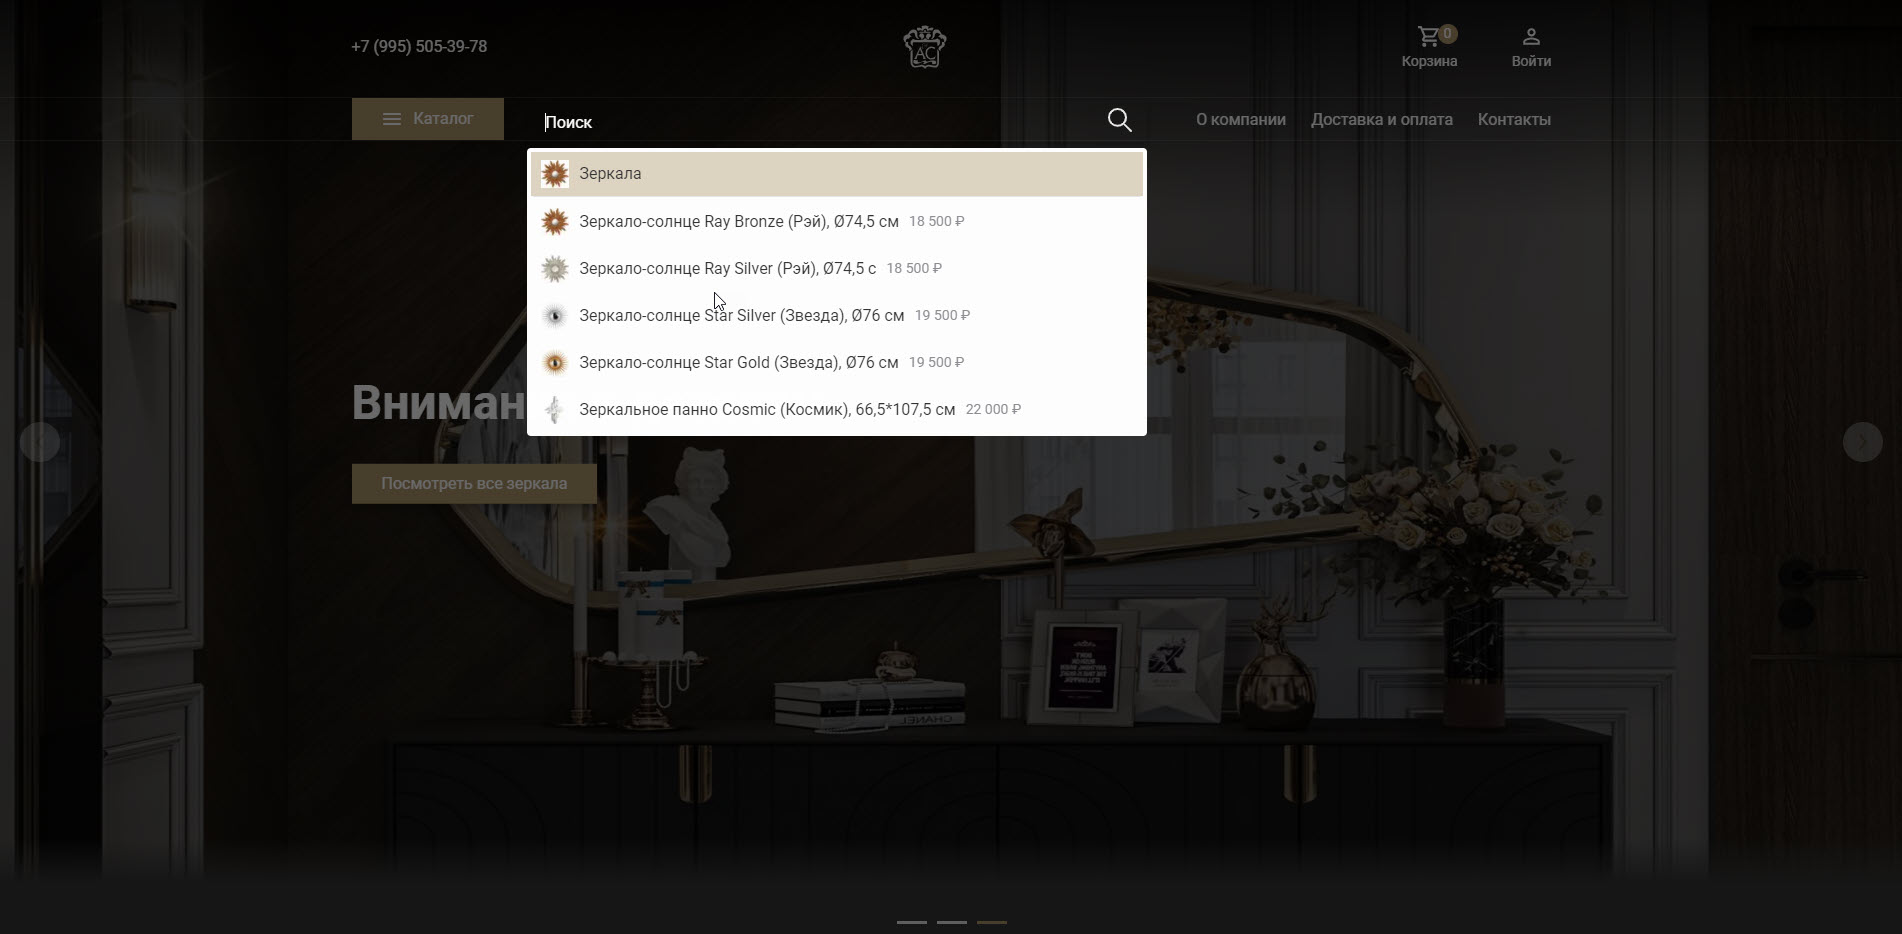 +7 (995) 505-39-78
АС
0
Корзина
Войти
Каталог
Поиск
О компании
Доставка и оплата
Контакты
Зеркала
Зеркало-солнце Ray Bronze (Рэй), Ø74,5 см 18 500 ₽
Зеркало-солнце Ray Silver (Рэй), Ø74,5 с 18 500 ₽
Зеркало-солнце Star Silver (Звезда), Ø76 см 19 500 ₽
Зеркало-солнце Star Gold (Звезда), Ø76 см 19 500 ₽
Зеркальное панно Cosmic (Космик), 66,5*107,5 см 22 000 ₽
Вниман
Посмотреть все зеркала
CHANEL